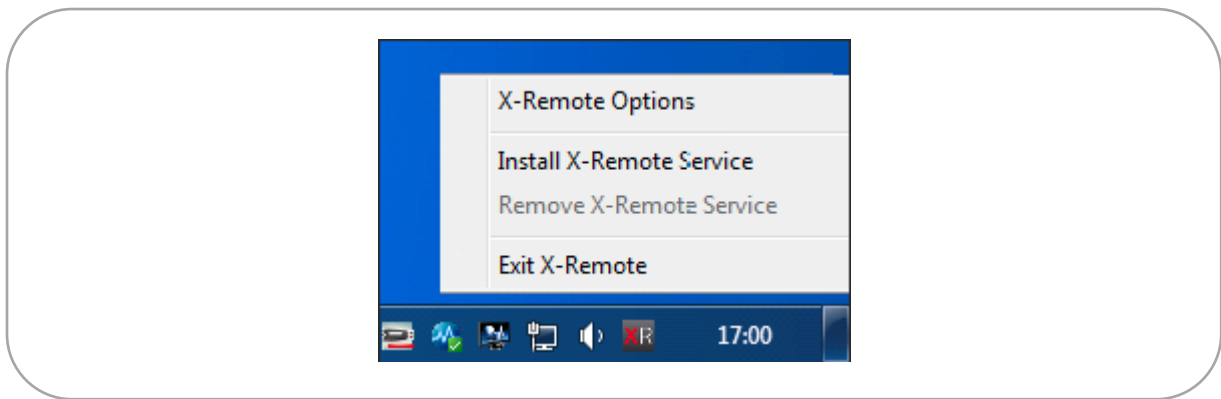 X-Remote Options
Install X-Remote Service
Remove X-Remote Service
Exit X-Remote
XR 17:00